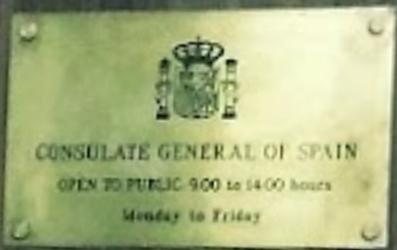 CONSULATE GENERAL OF SPAIN
OPEN TO PUBLIC 9.00 to 14.00 hours
Monday to Friday